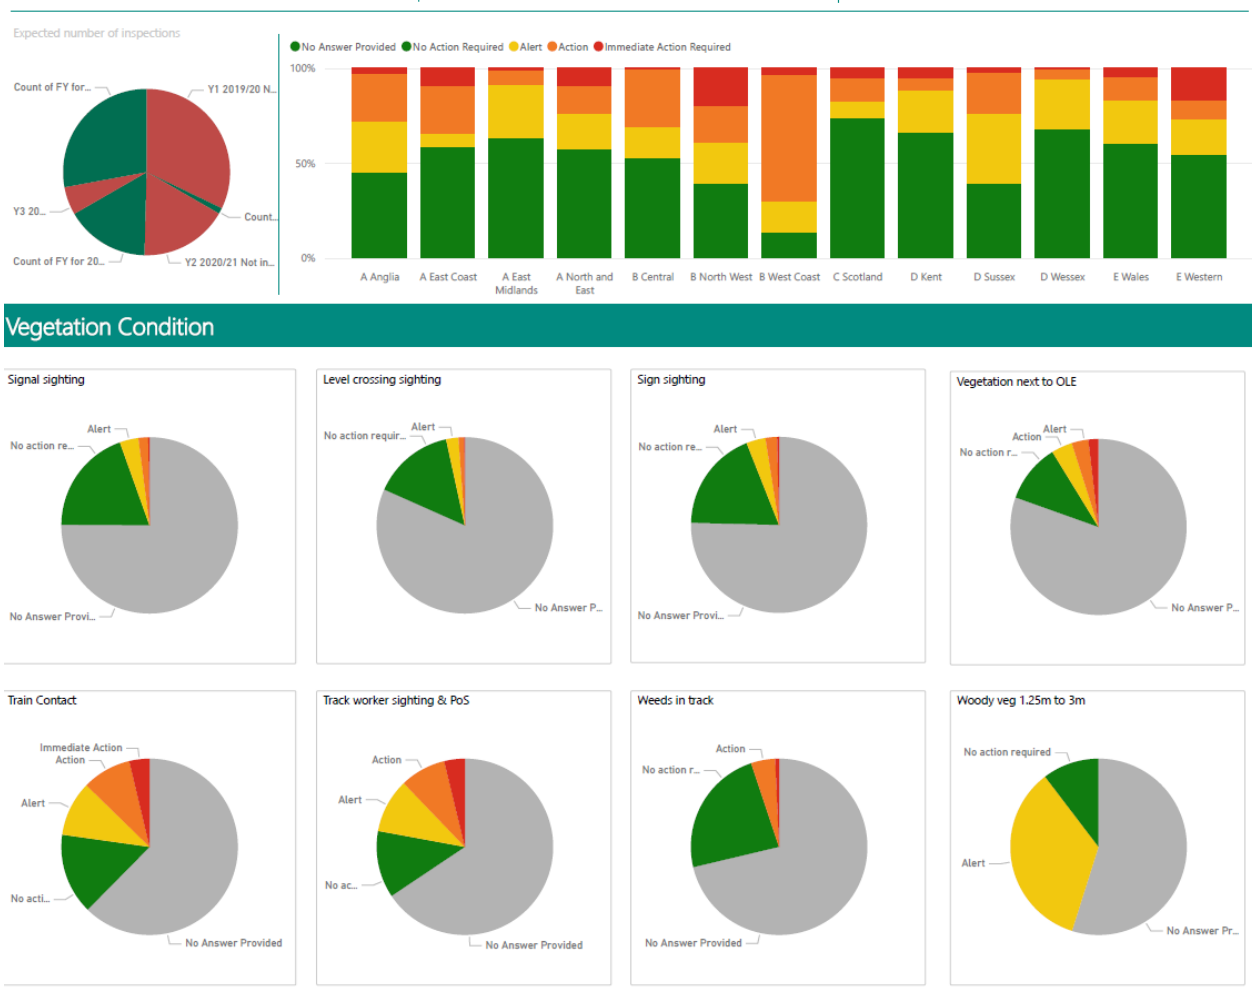 Expected number of inspections
Count of FY for...
Y1 2019/20 N...
Y3 20...
Count...
Count of FY for 20...
Y2 2020/21 Not in...
No Answer Provided No Action Required Alert Action Immediate Action Required
100%
50%
0%
A Anglia A East Coast A East Midlands A North and East B Central B North West B West Coast C Scotland D Kent D Sussex D Wessex E Wales E Western
Vegetation Condition
Signal sighting
Alert
No action re...
No Answer Provi...
Level crossing sighting
Alert
No action requir...
No Answer P...
Sign sighting
Alert
No action re...
No Answer Provi...
Vegetation next to OLE
Alert
Action
No action r...
No Answer P...
Train Contact
Immediate Action
Action
Alert
No acti...
No Answer Provided
Track worker sighting & PoS
Action
Alert
No ac...
No Answer Provided
Weeds in track
Action
No action r...
No Answer Provided
Woody veg 1.25m to 3m
No action required
Alert
No Answer Pr...